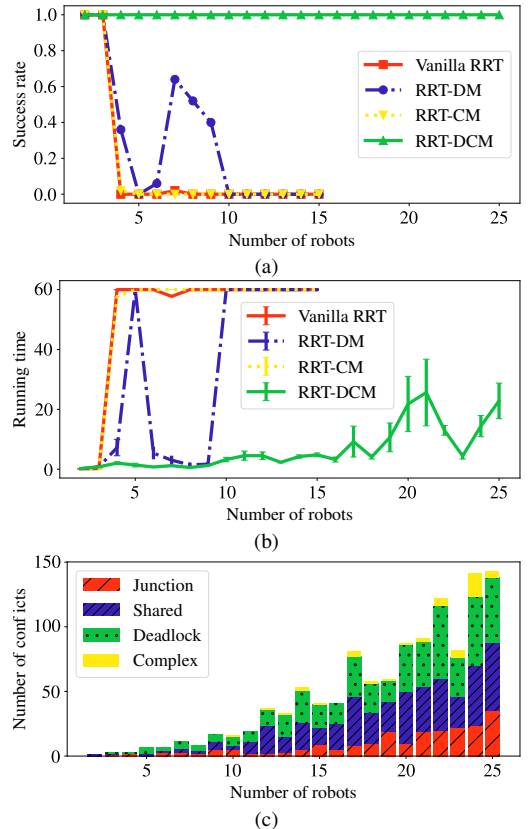 1.0
0.8
0.6
0.4
0.2
0.0
Success rate
Vanilla RRT
RRT-DM
RRT-CM
RRT-DCM
5 10 15 20 25
Number of robots
(a)
60
40
20
0
Running time
Vanilla RRT
RRT-DM
RRT-CM
RRT-DCM
5 10 15 20 25
Number of robots
(b)
150
100
50
0
Number of conf icts
Junction
Shared
Deadlock
Complex
5 10 15 20 25
Number of robots
(c)